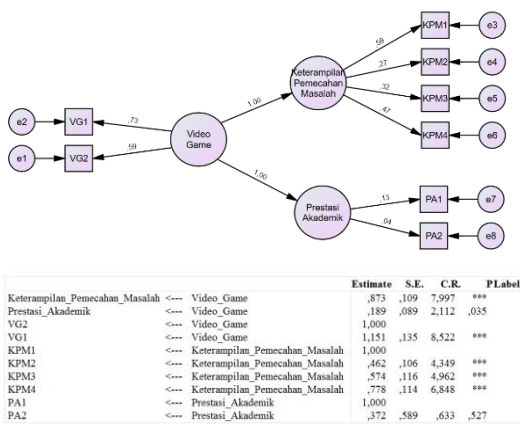 KPM1
e3
,59
KPM2
e4
,27
Keterampilan
Pemecahan
Masalah
,32
KPM3
e5
,47
1,00
KPM4
e6
e2
VG1
,73
Video
Game
e1
VG2
,59
1,00
Prestasi
Akademik
,13
PA1
e7
,04
PA2
e8
Estimate S.E. C.R. P Label
Keterampilan_Pemecahan_Masalah <--- Video_Game ,873 ,109 7,997 ***
Prestasi_Akademik <--- Video_Game ,189 ,089 2,112 ,035
VG2 <--- Video_Game 1,000
VG1 <--- Video_Game 1,151 ,135 8,522 ***
KPM1 <--- Keterampilan_Pemecahan_Masalah 1,000
KPM2 <--- Keterampilan_Pemecahan_Masalah ,462 ,106 4,349 ***
KPM3 <--- Keterampilan_Pemecahan_Masalah ,574 ,116 4,962 ***
KPM4 <--- Keterampilan_Pemecahan_Masalah ,778 ,114 6,848 ***
PA1 <--- Prestasi_Akademik 1,000
PA2 <--- Prestasi_Akademik ,372 ,589 ,633 ,527